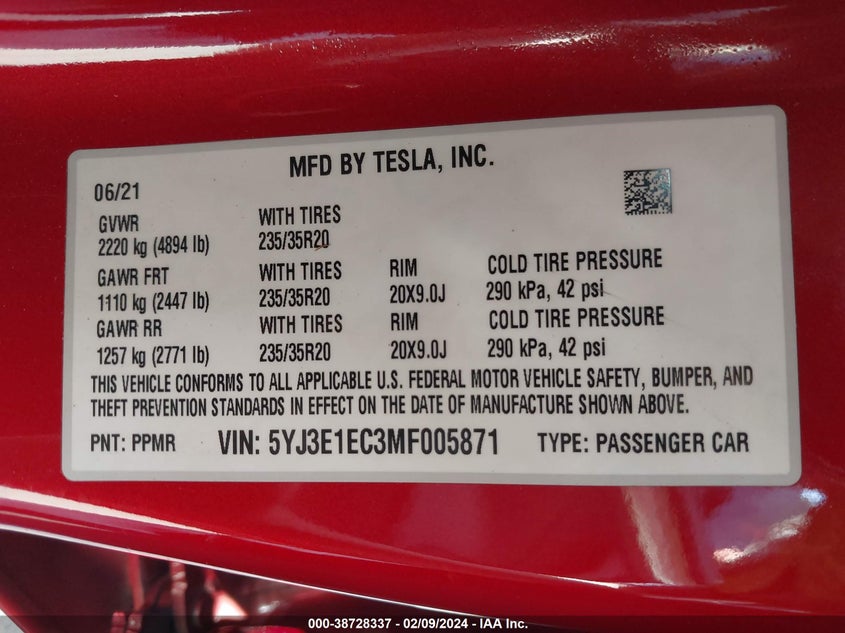 MFD BY TESLA, INC.
06/21
GVWR WITH TIRES
2220 kg (4894 lb) 235/35R20
GAWR FRT WITH TIRES RIM COLD TIRE PRESSURE
1110 kg (2447 lb) 235/35R20 20X9.0J 290 kPa, 42 psi
GAWR RR WITH TIRES RIM COLD TIRE PRESSURE
1257 kg (2771 lb) 235/35R20 20X9.0J 290 kPa, 42 psi
THIS VEHICLE CONFORMS TO ALL APPLICABLE U.S. FEDERAL MOTOR VEHICLE SAFETY, BUMPER, AND
THEFT PREVENTION STANDARDS IN EFFECT ON THE DATE OF MANUFACTURE SHOWN ABOVE.
PNT: PPMR VIN: 5YJ3E1EC3MF005871 TYPE: PASSENGER CAR
000-38728337 - 02/09/2024 - IAA Inc.